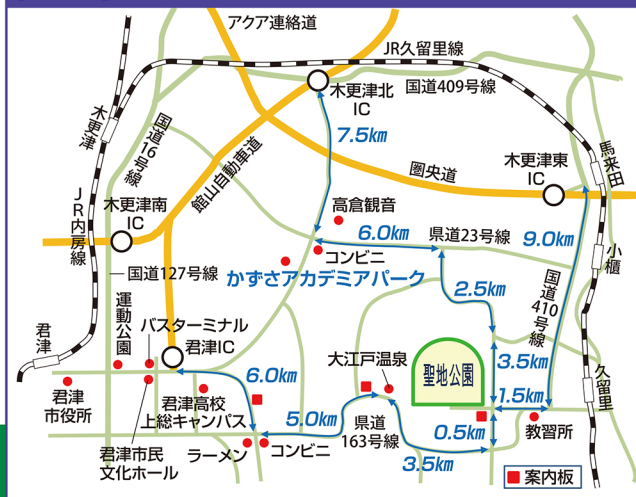 アクア連絡道
JR久留里線
木更津北
IC
国道409号線
木更津
国道16号線
7.5km
館山自動車道
圏央道
木更津東
IC
馬来田
JR内房線
木更津南
IC
高倉観音
6.0km
県道23号線
9.0km
コンビニ
かずさアカデミアパーク
小櫃
国道127号線
2.5km
国道410号線
運動公園
バスターミナル
君津
君津IC
大江戸温泉
聖地公園
3.5km
久留里
6.0km
1.5km
君津
市役所
君津高校
上総キャンパス
5.0km
県道
163号線
0.5km
教習所
君津市民
文化ホール
ラーメン
コンビニ
3.5km
案内板